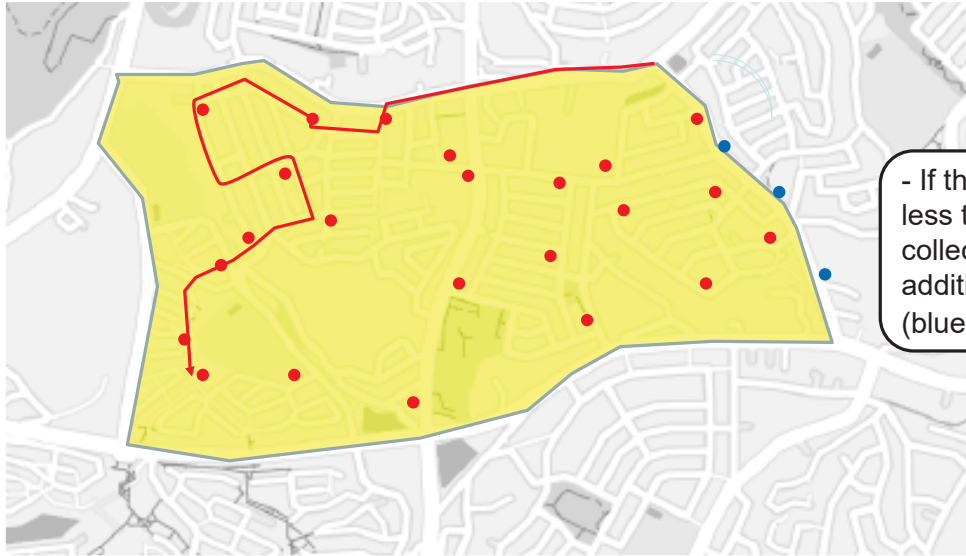 - If th
less t
collec
additi
(blue